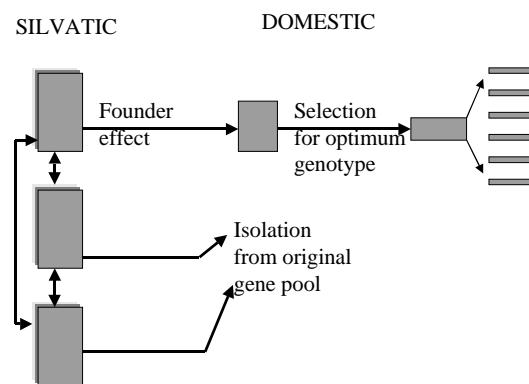 SILVATIC
DOMESTIC
Founder
effect
Selection
for optimum
genotype
Isolation
from original
gene pool